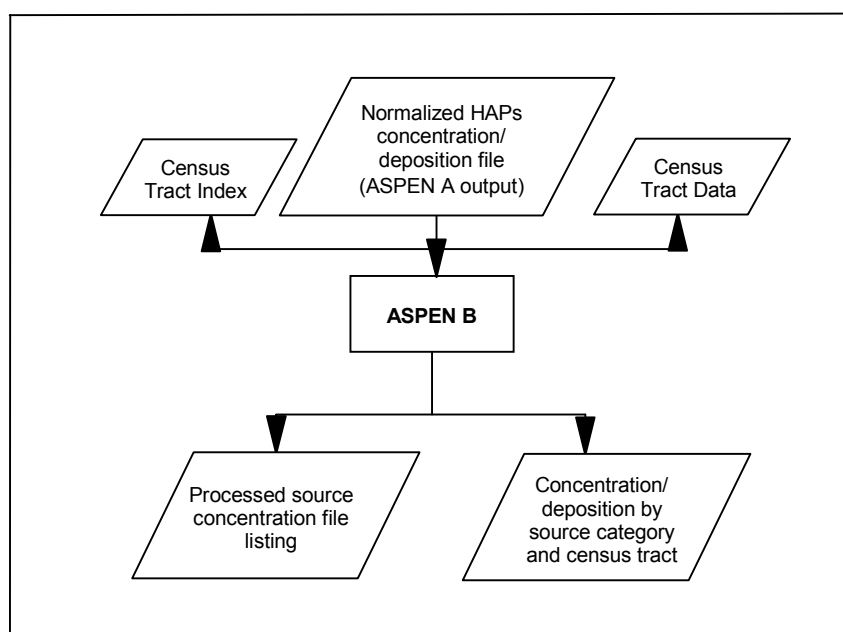 Normalized HAPs
concentration/
deposition file
(ASPEN A output)
Census
Tract Index
Census
Tract Data
ASPEN B
Processed source
concentration file
listing
Concentration/
deposition by
source category
and census tract